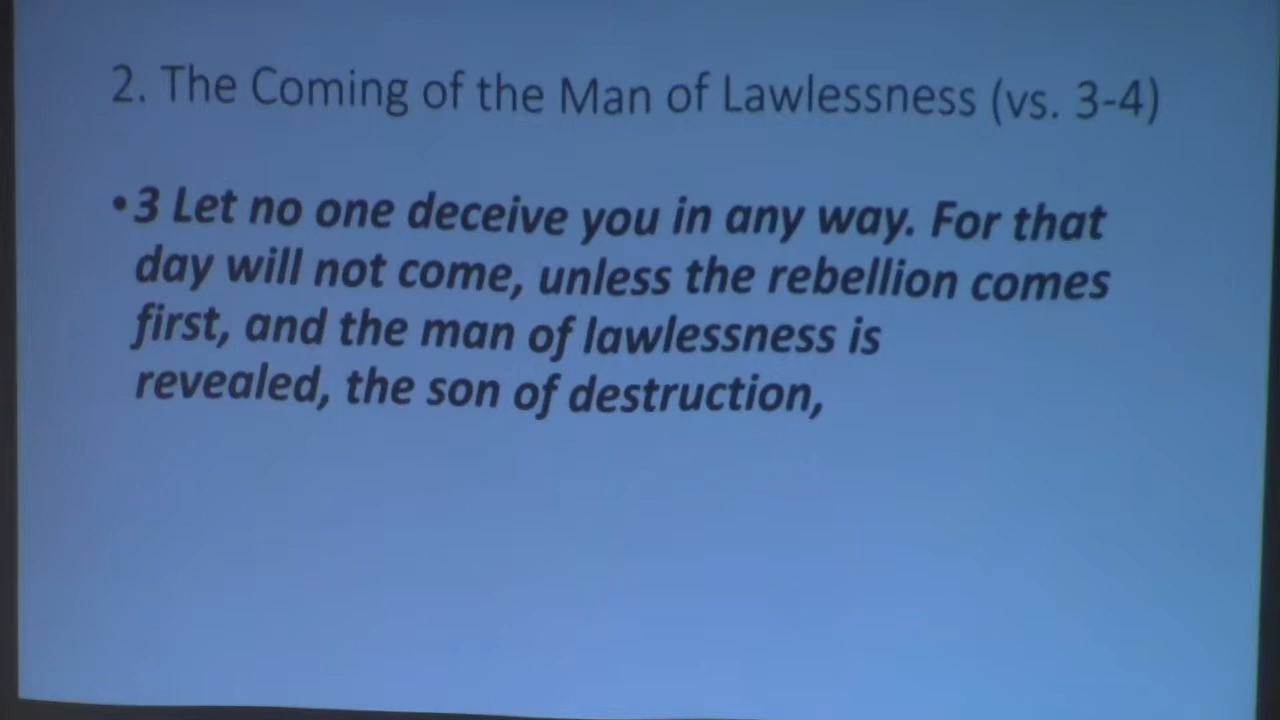 2. The Coming of the Man of Lawlessness (vs. 3-4)
•3 Let no one deceive you in any way. For that
day will not come, unless the rebellion comes
first, and the man of lawlessness is
revealed, the son of destruction,